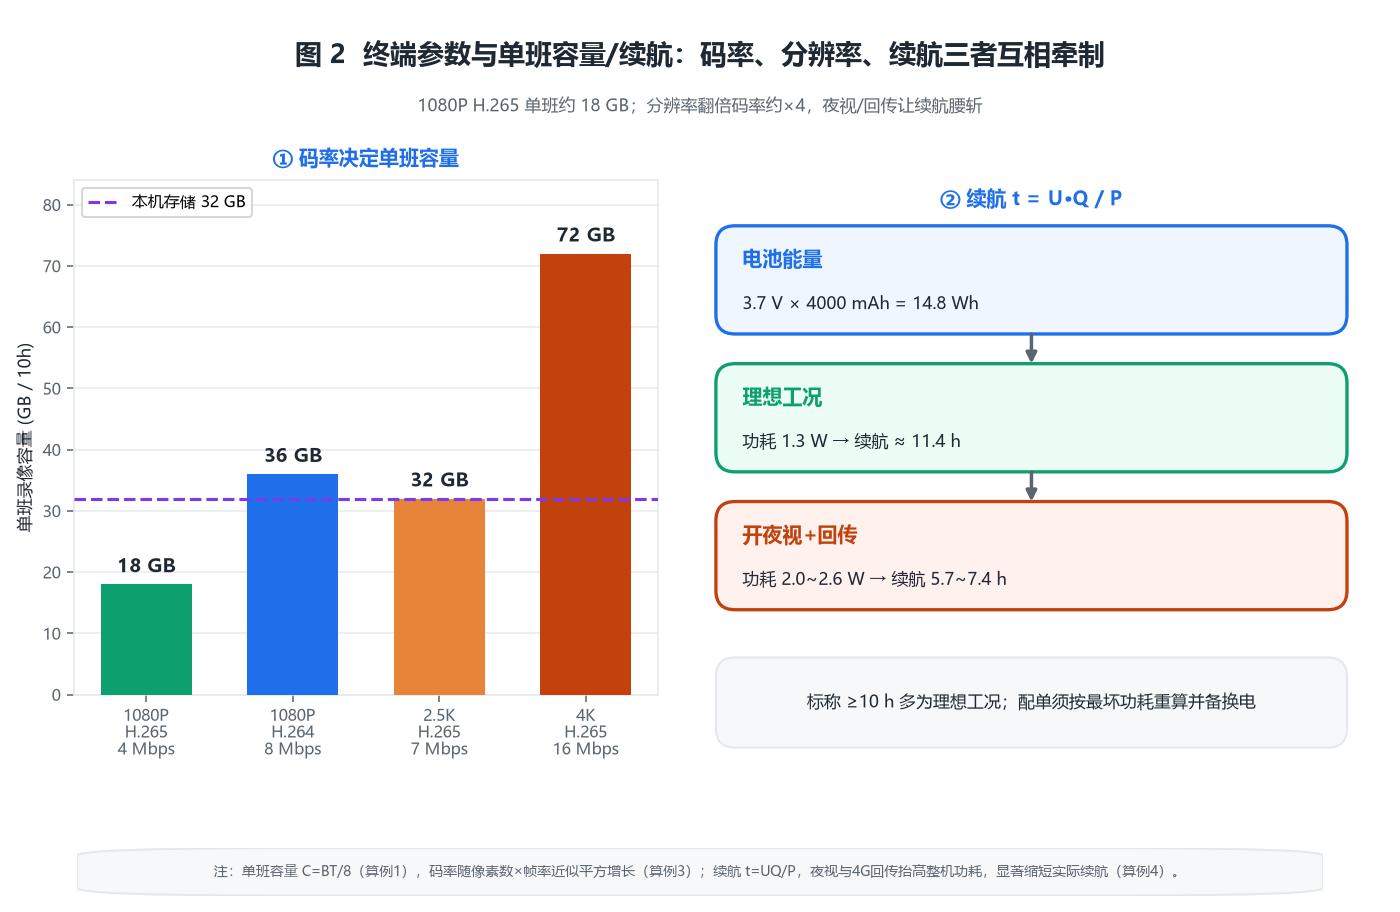 图 2 终端参数与单班容量/续航：码率、分辨率、续航三者互相牵制
1080P H.265 单班约 18 GB；分辨率翻倍码率约×4，夜视/回传让续航腰斩
① 码率决定单班容量
本机存储 32 GB
单班录像容量 (GB / 10h)
80
70
60
50
40
30
20
10
0
18 GB
36 GB
32 GB
72 GB
1080P
H.265
4 Mbps
1080P
H.264
8 Mbps
2.5K
H.265
7 Mbps
4K
H.265
16 Mbps
② 续航 t = U•Q / P
电池能量
3.7 V × 4000 mAh = 14.8 Wh
理想工况
功耗 1.3 W → 续航 ≈ 11.4 h
开夜视+回传
功耗 2.0~2.6 W → 续航 5.7~7.4 h
标称 ≥10 h 多为理想工况；配单须按最坏功耗重算并备换电
注：单班容量 C=BT/8（算例1），码率随像素数×帧率近似平方增长（算例3）；续航 t=UQ/P，夜视与4G回传抬高整机功耗，显著缩短实际续航（算例4）。